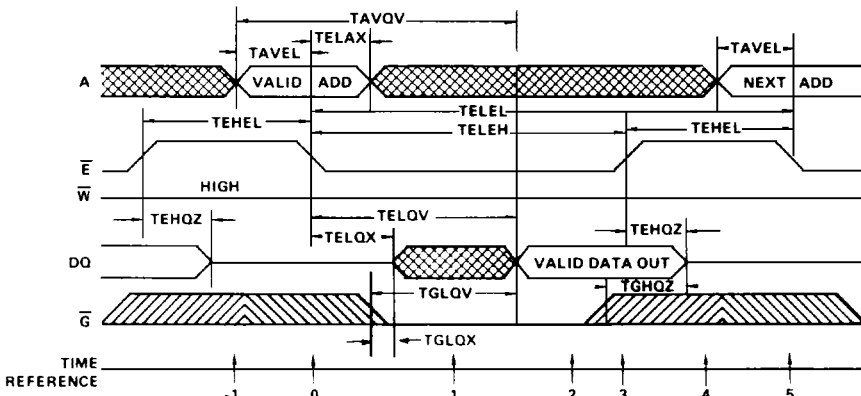 TAVQV
TAVEL TELAX TAVEL
A VALID ADD NEXT ADD
TELEL
TEHEL TELEH TEHEL
E
W HIGH
TEHQZ TELQV TEHQZ
TELQX
DQ VALID DATA OUT
TGLQV TGHQZ
G
TGLQX
TIME
REFERENCE
-1 0 1 2 3 4 5